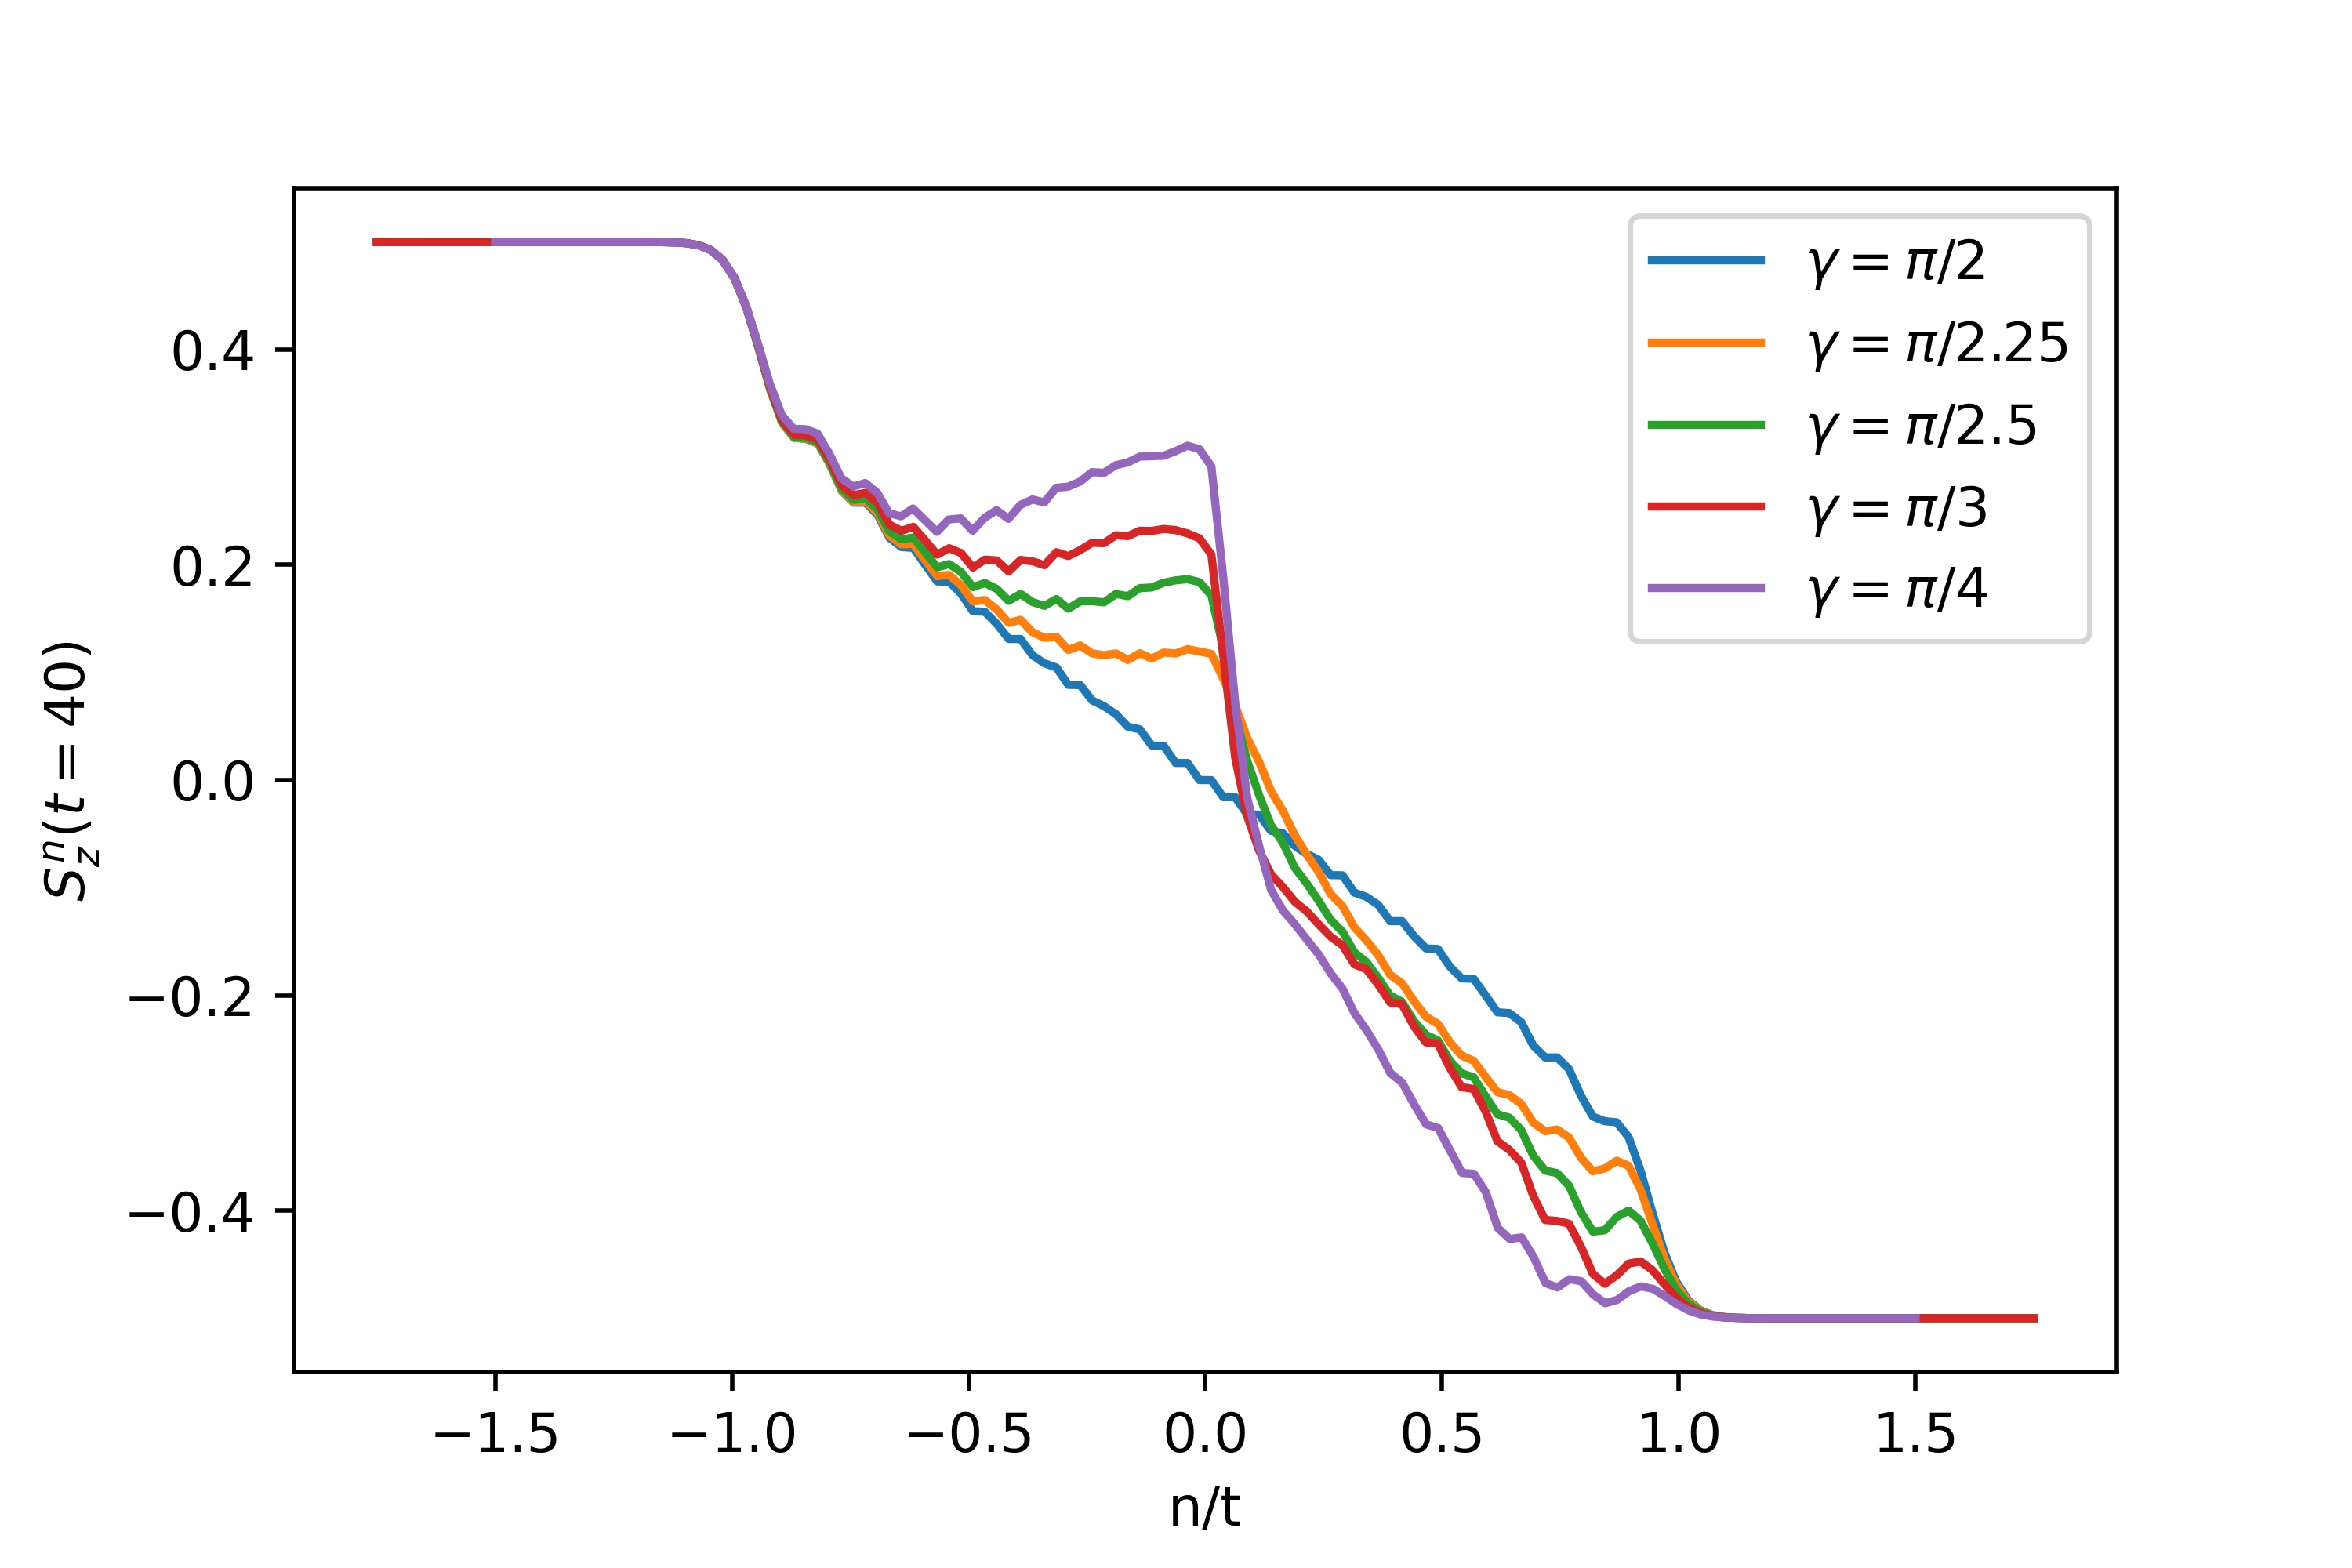 γ = π/2
γ = π/2.25
γ = π/2.5
γ = π/3
γ = π/4
0.4
0.2
0.0
−0.2
−0.4
S_z^n(t = 40)
−1.5 −1.0 −0.5 0.0 0.5 1.0 1.5
n/t